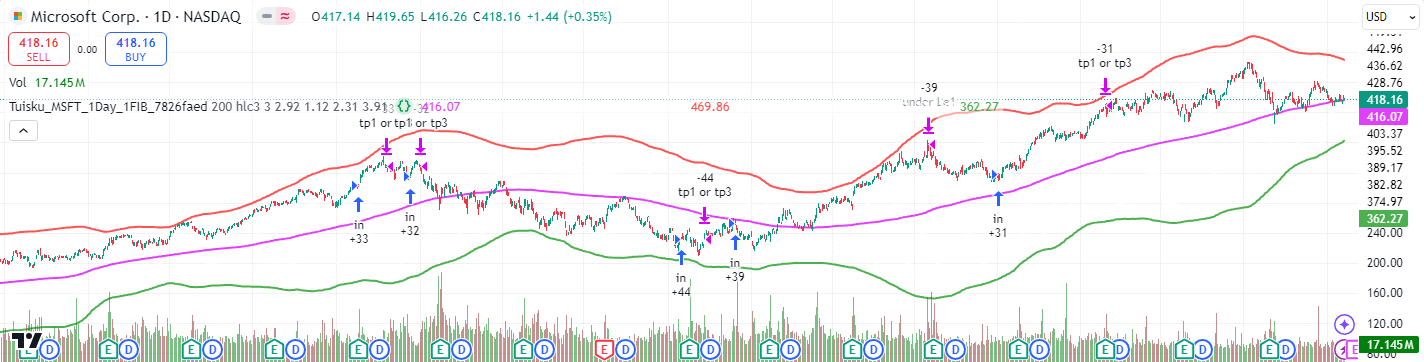 Microsoft Corp. · 1D · NASDAQ O417.14 H419.65 L416.26 C418.16 +1.44 (+0.35%)
USD
418.16 SELL
0.00
418.16 BUY
Vol 17.145M
Tuisku_MSFT_1Day_1FIB_7826faed 200 hlc3 3 2.92 1.12 2.31 3.91 416.07 469.86 362.27
tp1 or tp3
in
+33
in
+32
-44
tp1 or tp3
in
+44
in
+39
-39
under Le1
in
+31
-31
tp1 or tp3
442.96
436.62
428.76
418.16
416.07
403.37
395.52
389.17
382.82
374.97
362.27
240.00
200.00
160.00
120.00
17.145M
80.00
E D E D E D E D E D E D E D E D E D E D E D E D E D E D E D E D E